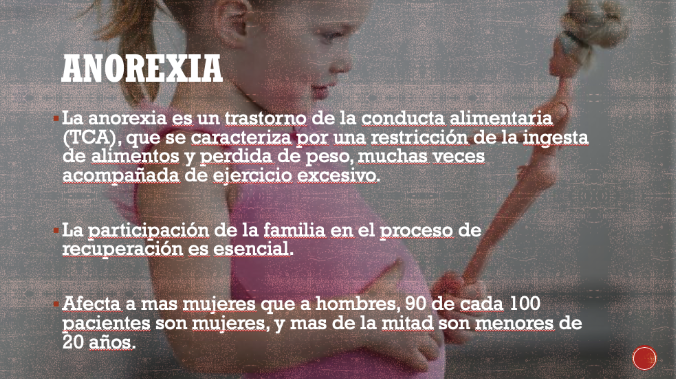 ANOREXIA
La anorexia es un trastorno de la conducta alimentaria
(TCA), que se caracteriza por una restricción de la ingesta
de alimentos y perdida de peso, muchas veces
acompañada de ejercicio excesivo.
La participación de la familia en el proceso de
recuperación es esencial.
Afecta a mas mujeres que a hombres, 90 de cada 100
pacientes son mujeres, y mas de la mitad son menores de
20 años.